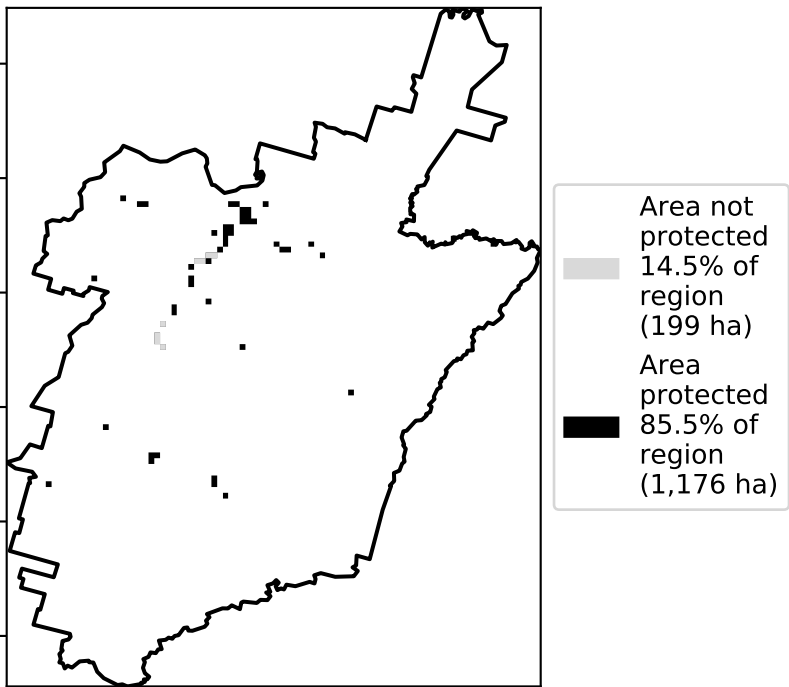 Area not
protected
14.5% of
region
(199 ha)
Area
protected
85.5% of
region
(1,176 ha)